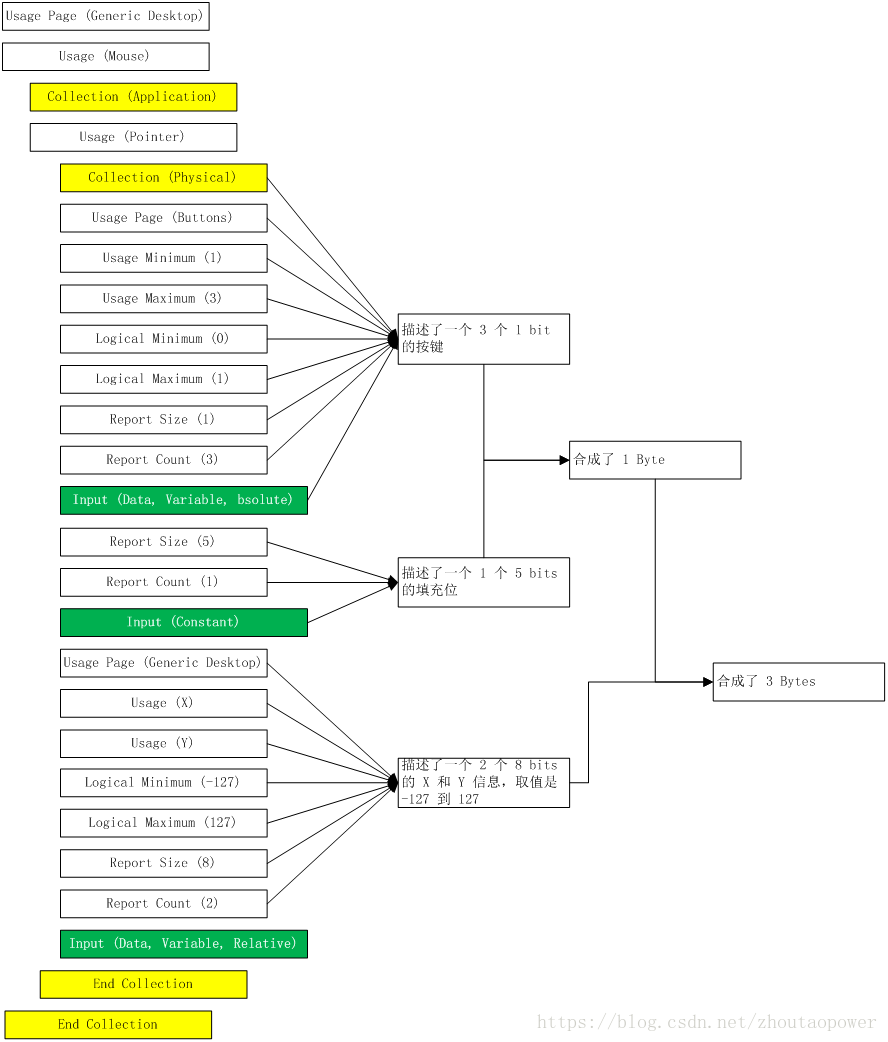 Usage Page (Generic Desktop)
Usage (Mouse)
Collection (Application)
Usage (Pointer)
Collection (Physical)
Usage Page (Buttons)
Usage Minimum (1)
Usage Maximum (3)
Logical Minimum (0)
Logical Maximum (1)
Report Size (1)
Report Count (3)
Input (Data, Variable, bsolute)
Report Size (5)
Report Count (1)
Input (Constant)
Usage Page (Generic Desktop)
Usage (X)
Usage (Y)
Logical Minimum (-127)
Logical Maximum (127)
Report Size (8)
Report Count (2)
Input (Data, Variable, Relative)
End Collection
End Collection
描述了一个 3 个 1 bit
的按键
描述了一个 1 个 5 bits
的填充位
描述了一个 2 个 8 bits
的 X 和 Y 信息，取值是
-127 到 127
合成了 1 Byte
合成了 3 Bytes
https://blog.csdn.net/zhoutaopower